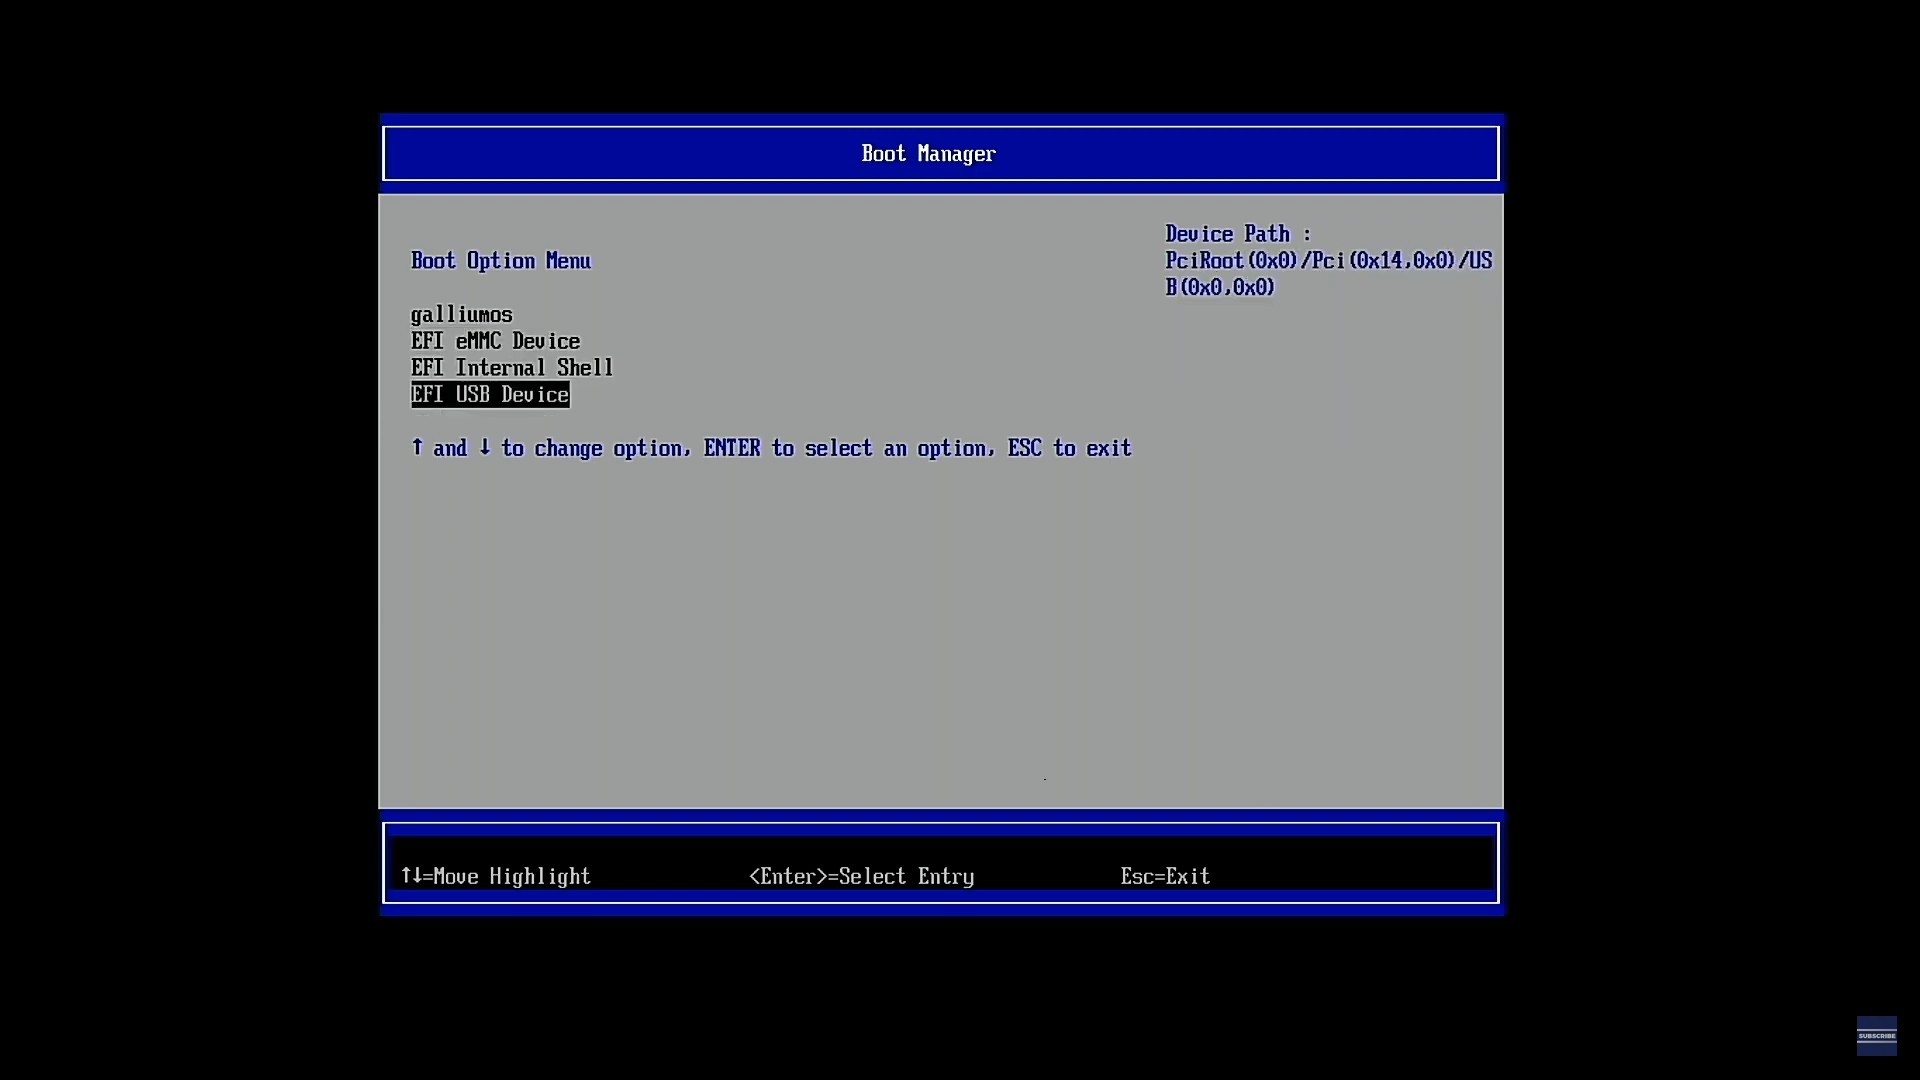 Boot Manager
Device Path :
Boot Option Menu
PciRoot(0x0)/Pci(0x14,0x0)/US
B(0x0,0x0)
galliumos
EFI eMMC Device
EFI Internal Shell
EFI USB Device
↑ and ↓ to change option, ENTER to select an option, ESC to exit
↑↓=Move Highlight <Enter>=Select Entry Esc=Exit
SUBSCRIBE